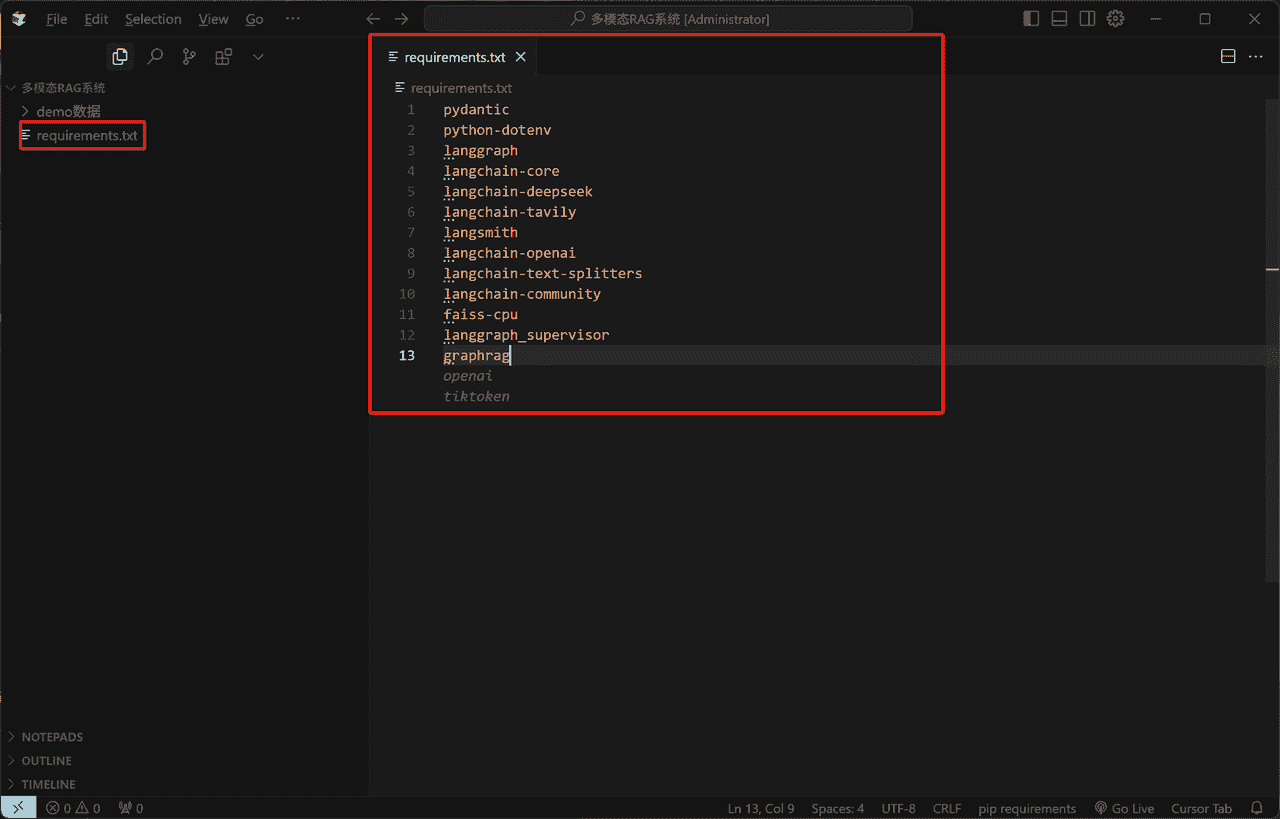 File Edit Selection View Go ··· 多模态RAG系统 [Administrator]
requirements.txt
多模态RAG系统
demo数据
requirements.txt
requirements.txt
1 pydantic
2 python-dotenv
3 langgraph
4 langchain-core
5 langchain-deepseek
6 langchain-tavily
7 langsmith
8 langchain-openai
9 langchain-text-splitters
10 langchain-community
11 faiss-cpu
12 langgraph_supervisor
13 graphrag
openai
tiktoken
NOTEPADS
OUTLINE
TIMELINE
0 0 0 Ln 13, Col 9 Spaces: 4 UTF-8 CRLF pip requirements Go Live Cursor Tab